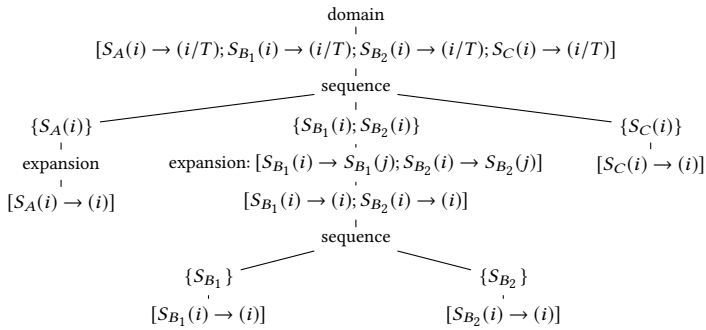 domain
[S_A(i) → (i/T); S_{B_1}(i) → (i/T); S_{B_2}(i) → (i/T); S_C(i) → (i/T)]
sequence
{S_A(i)} {S_{B_1}(i); S_{B_2}(i)} {S_C(i)}
expansion expansion: [S_{B_1}(i) → S_{B_1}(j); S_{B_2}(i) → S_{B_2}(j)] [S_C(i) → (i)]
[S_A(i) → (i)] [S_{B_1}(i) → (i); S_{B_2}(i) → (i)]
sequence
{S_{B_1}} {S_{B_2}}
[S_{B_1}(i) → (i)] [S_{B_2}(i) → (i)]